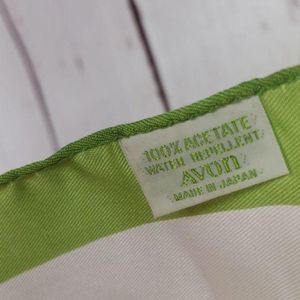 100% ACETATE
WATER REPELLENT
AVON
MADE IN JAPAN